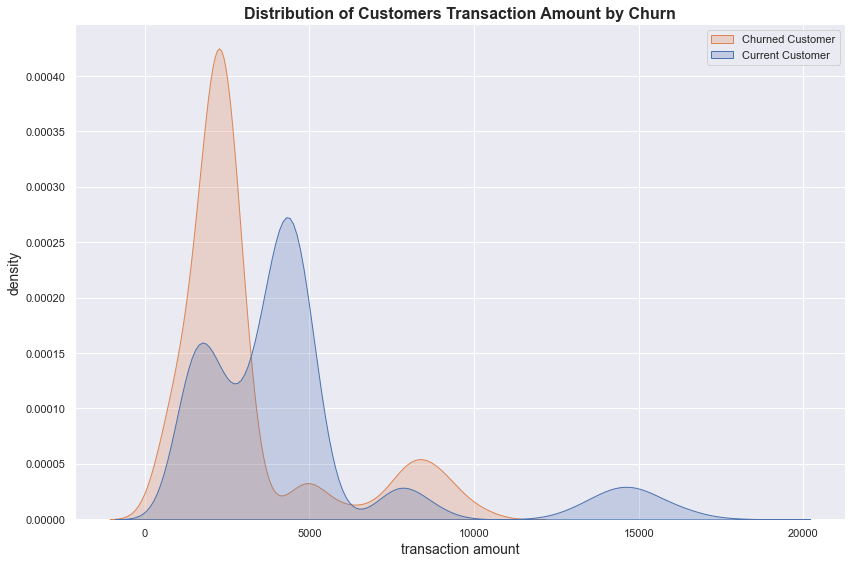 Distribution of Customers Transaction Amount by Churn
Churned Customer
Current Customer
density
0.00040
0.00035
0.00030
0.00025
0.00020
0.00015
0.00010
0.00005
0.00000
0 5000 10000 15000 20000
transaction amount